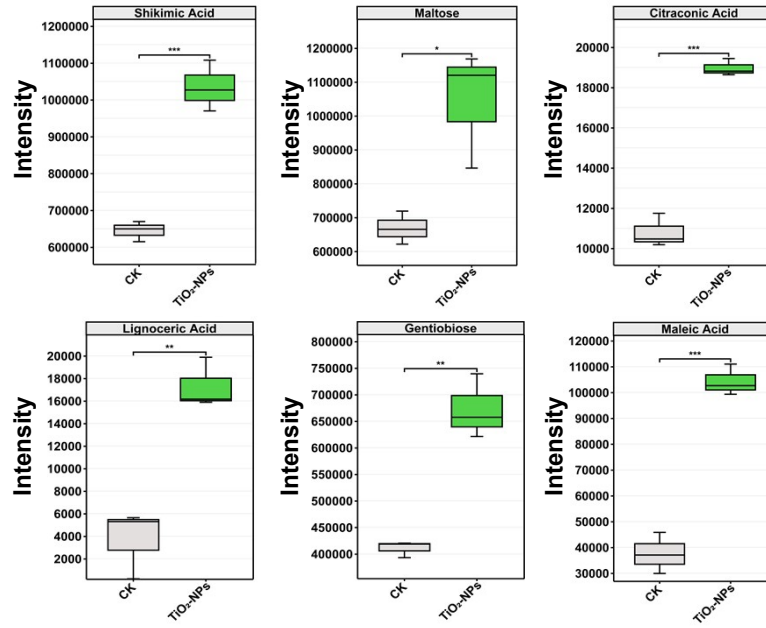 Shikimic Acid
Intensity
1200000
1100000
1000000
900000
800000
700000
600000
***
CK
TiO₂-NPs
Maltose
Intensity
1200000
1100000
1000000
900000
800000
700000
600000
*
CK
TiO₂-NPs
Citraconic Acid
Intensity
20000
18000
16000
14000
12000
10000
***
CK
TiO₂-NPs
Lignoceric Acid
Intensity
20000
18000
16000
14000
12000
10000
8000
6000
4000
2000
**
CK
TiO₂-NPs
Gentiobiose
Intensity
800000
750000
700000
650000
600000
550000
500000
450000
400000
**
CK
TiO₂-NPs
Maleic Acid
Intensity
120000
110000
100000
90000
80000
70000
60000
50000
40000
30000
***
CK
TiO₂-NPs